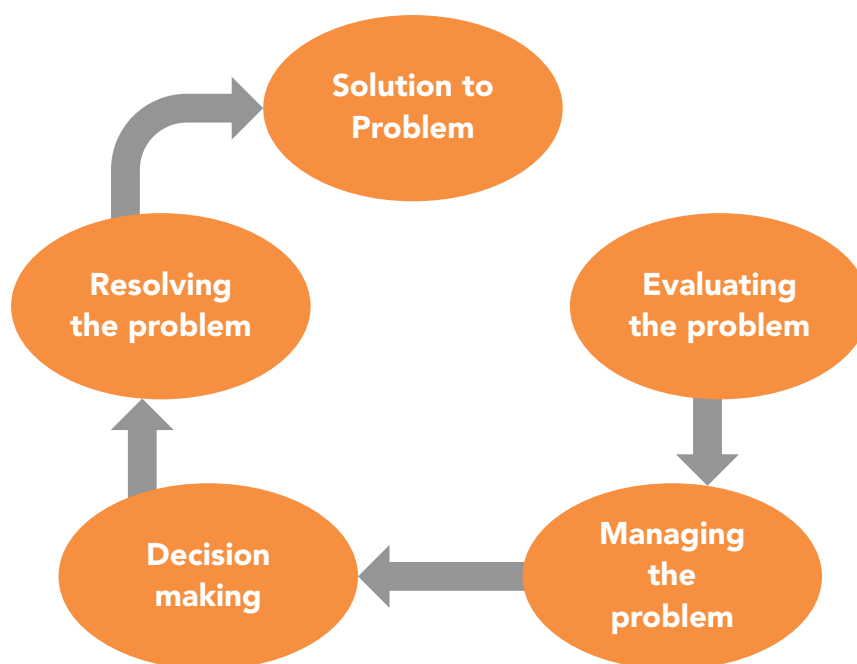 Solution to
Problem
Evaluating
the problem
Managing
the
problem
Decision
making
Resolving
the problem